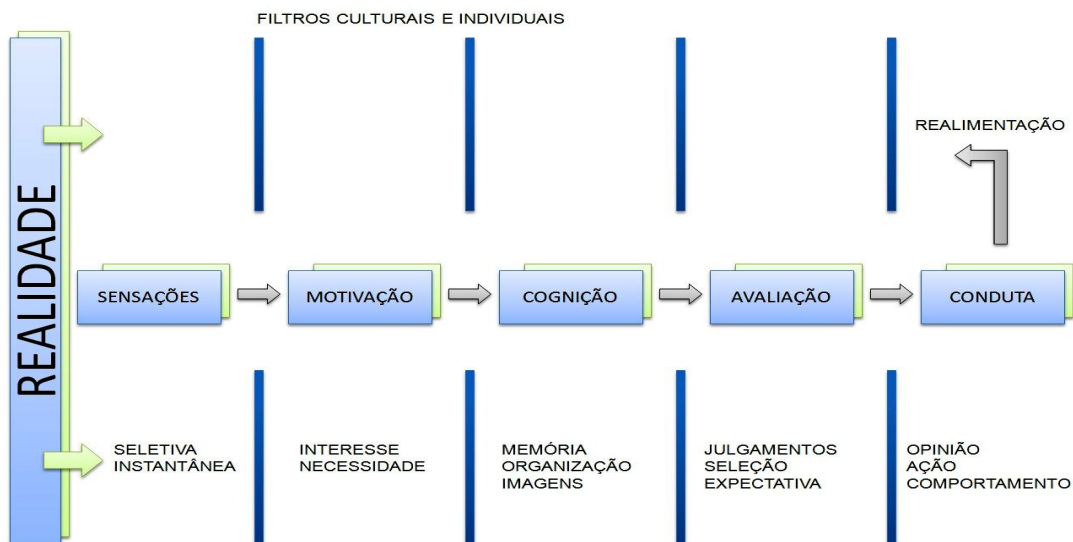 FILTROS CULTURAIS E INDIVIDUAIS
REALIMENTAÇÃO
REALIDADE
SENSAÇÕES
MOTIVAÇÃO
COGNIÇÃO
AVALIAÇÃO
CONDUTA
SELETIVA
INSTANTÂNEA
INTERESSE
NECESSIDADE
MEMÓRIA
ORGANIZAÇÃO
IMAGENS
JULGAMENTOS
SELEÇÃO
EXPECTATIVA
OPINIÃO
AÇÃO
COMPORTAMENTO